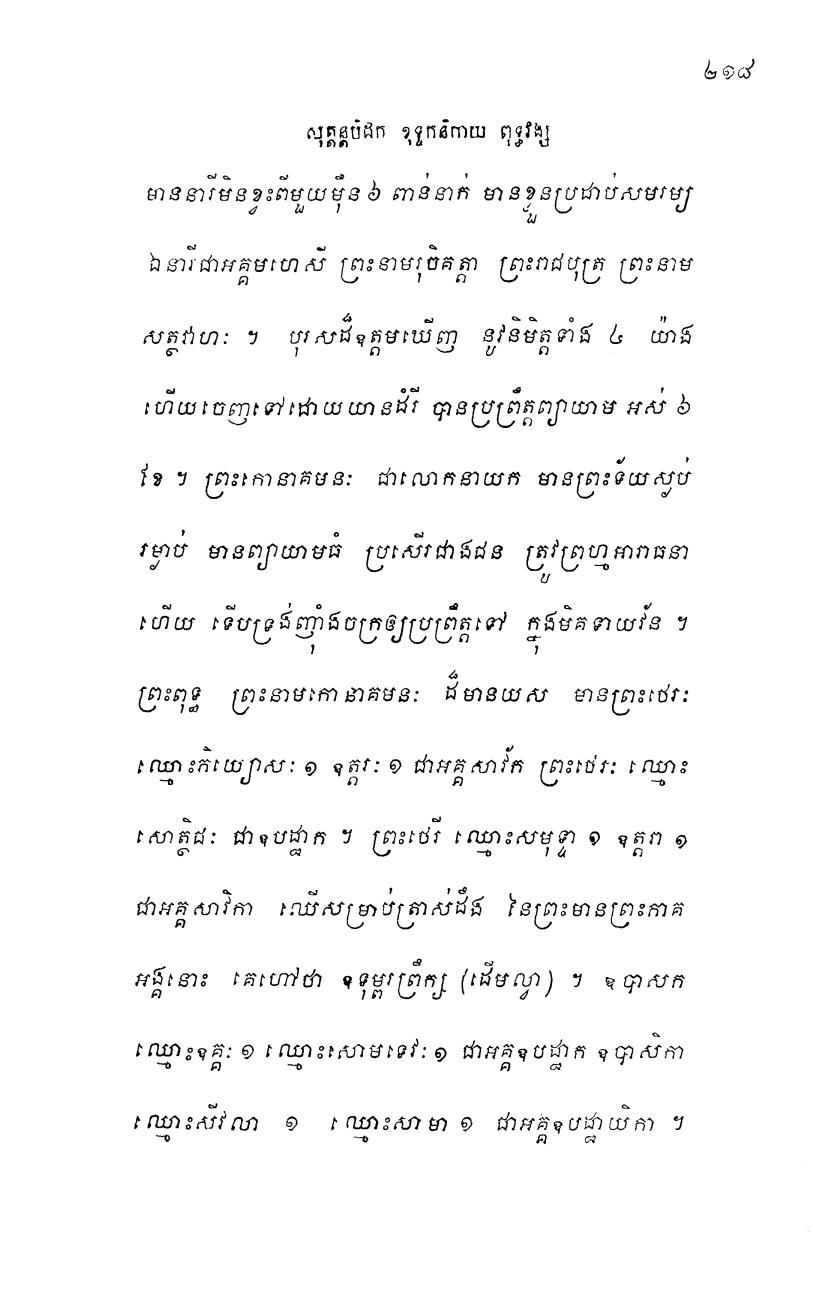 ២១៨
សុត្តន្តបិដក ខុទ្ទកនិកាយ ពុទ្ធវង្ស
មាននារីមិនខ្វះពីមួយម៉ឺន ៦ ពាន់នាក់ មានខ្លួនប្រដាប់សមរម្យ
ឯនារីជាអគ្គមហេសី ព្រះនាមរុចិគត្តា ព្រះរាជបុត្រ ព្រះនាម
សត្ថវាហៈ ។ បុរសដ៏ឧត្តមឃើញ នូវនិមិត្តទាំង ៤ យ៉ាង
ហើយចេញទៅដោយយានដំរី បានប្រព្រឹត្តព្យាយាម អស់ ៦
ខែ ។ ព្រះកោនាគមនៈ ជាលោកនាយក មានព្រះទ័យស្ងប់
រម្ងាប់ មានព្យាយាមធំ ប្រសើរជាងជន ត្រូវព្រហ្មអារាធនា
ហើយ ទើបទ្រង់ញ៉ាំងចក្រឲ្យប្រព្រឹត្តទៅ ក្នុងមិគទាយវ័ន ។
ព្រះពុទ្ធ ព្រះនាមកោនាគមនៈ ដ៏មានយស មានព្រះថេរៈ
ឈ្មោះភិយ្យោសៈ ១ ឧត្តរៈ ១ ជាអគ្គសាវ័ក ព្រះថេរៈ ឈ្មោះ
សោត្ថិជៈ ជាឧបដ្ឋាក ។ ព្រះថេរី ឈ្មោះសមុទ្ទា ១ ឧត្តរា ១
ជាអគ្គសាវិកា ឈើសម្រាប់ត្រាស់ដឹង នៃព្រះមានព្រះភាគ
អង្គនោះ គេហៅថា ឧទុម្ពរព្រឹក្ស (ដើមល្វា) ។ ឧបាសក
ឈ្មោះឧគ្គៈ ១ ឈ្មោះសោមទេវៈ ១ ជាអគ្គឧបដ្ឋាក ឧបាសិកា
ឈ្មោះសីវលា ១ ឈ្មោះសាមា ១ ជាអគ្គឧបដ្ឋាយិកា ។